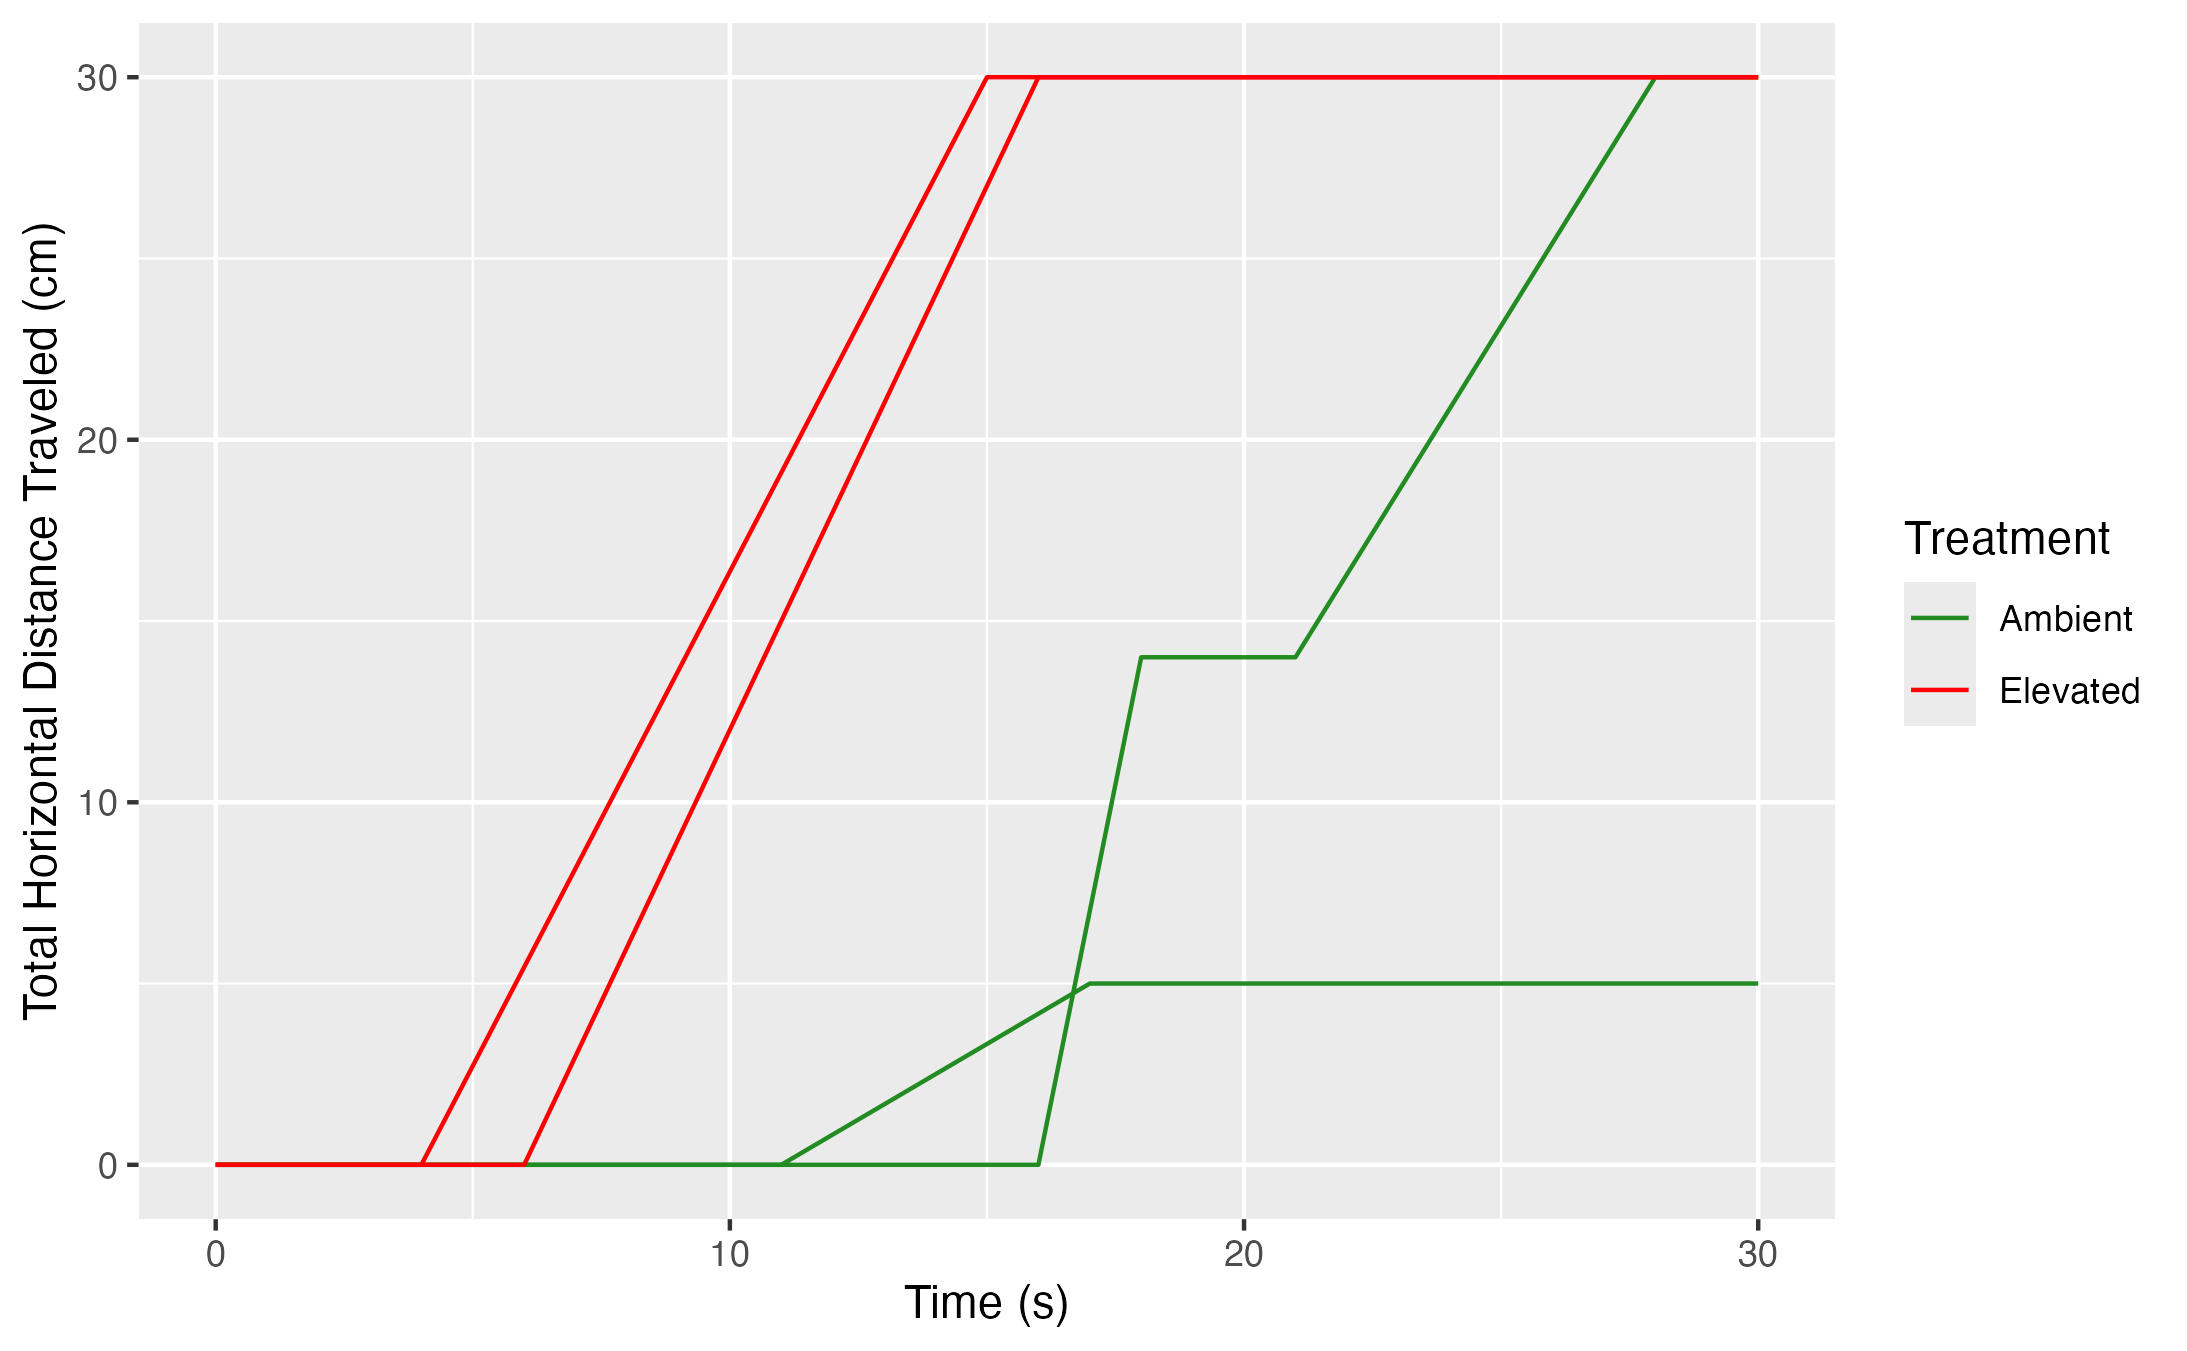 Total Horizontal Distance Traveled (cm)
30
20
10
0
0 10 20 30
Time (s)
Treatment
Ambient
Elevated